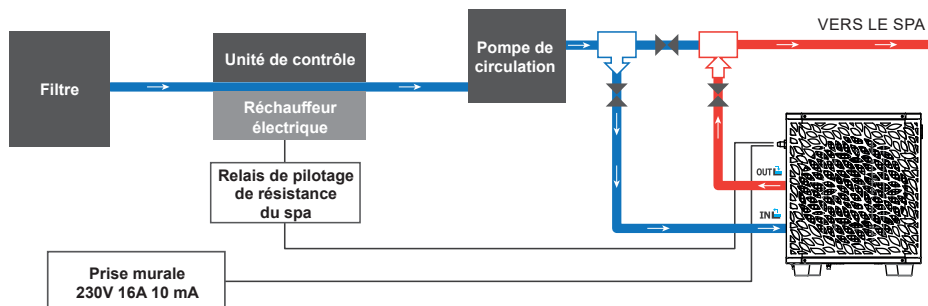 Filtre
Unité de contrôle
Réchauffeur
électrique
Relais de pilotage
de résistance
du spa
Prise murale
230V 16A 10 mA
Pompe de
circulation
VERS LE SPA
OUT
IN